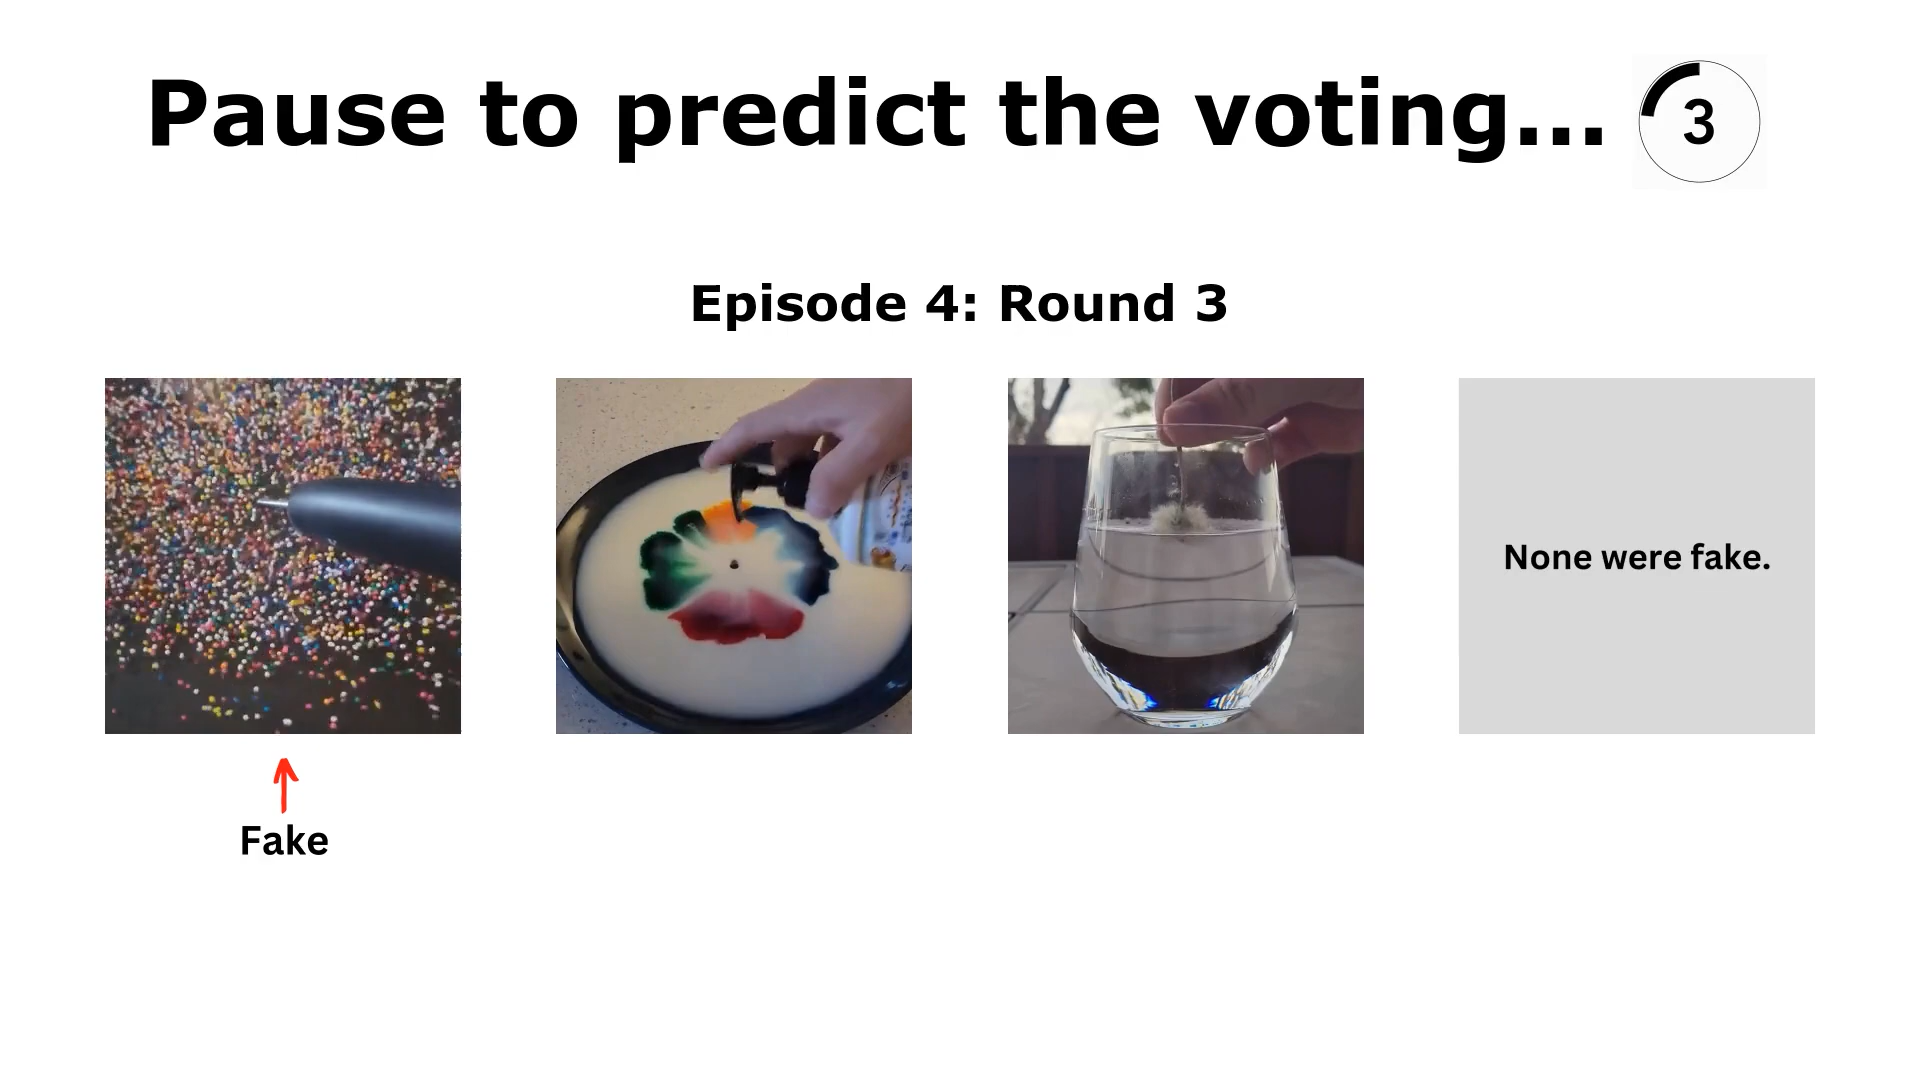 Pause to predict the voting...
3
Episode 4: Round 3
None were fake.
Fake